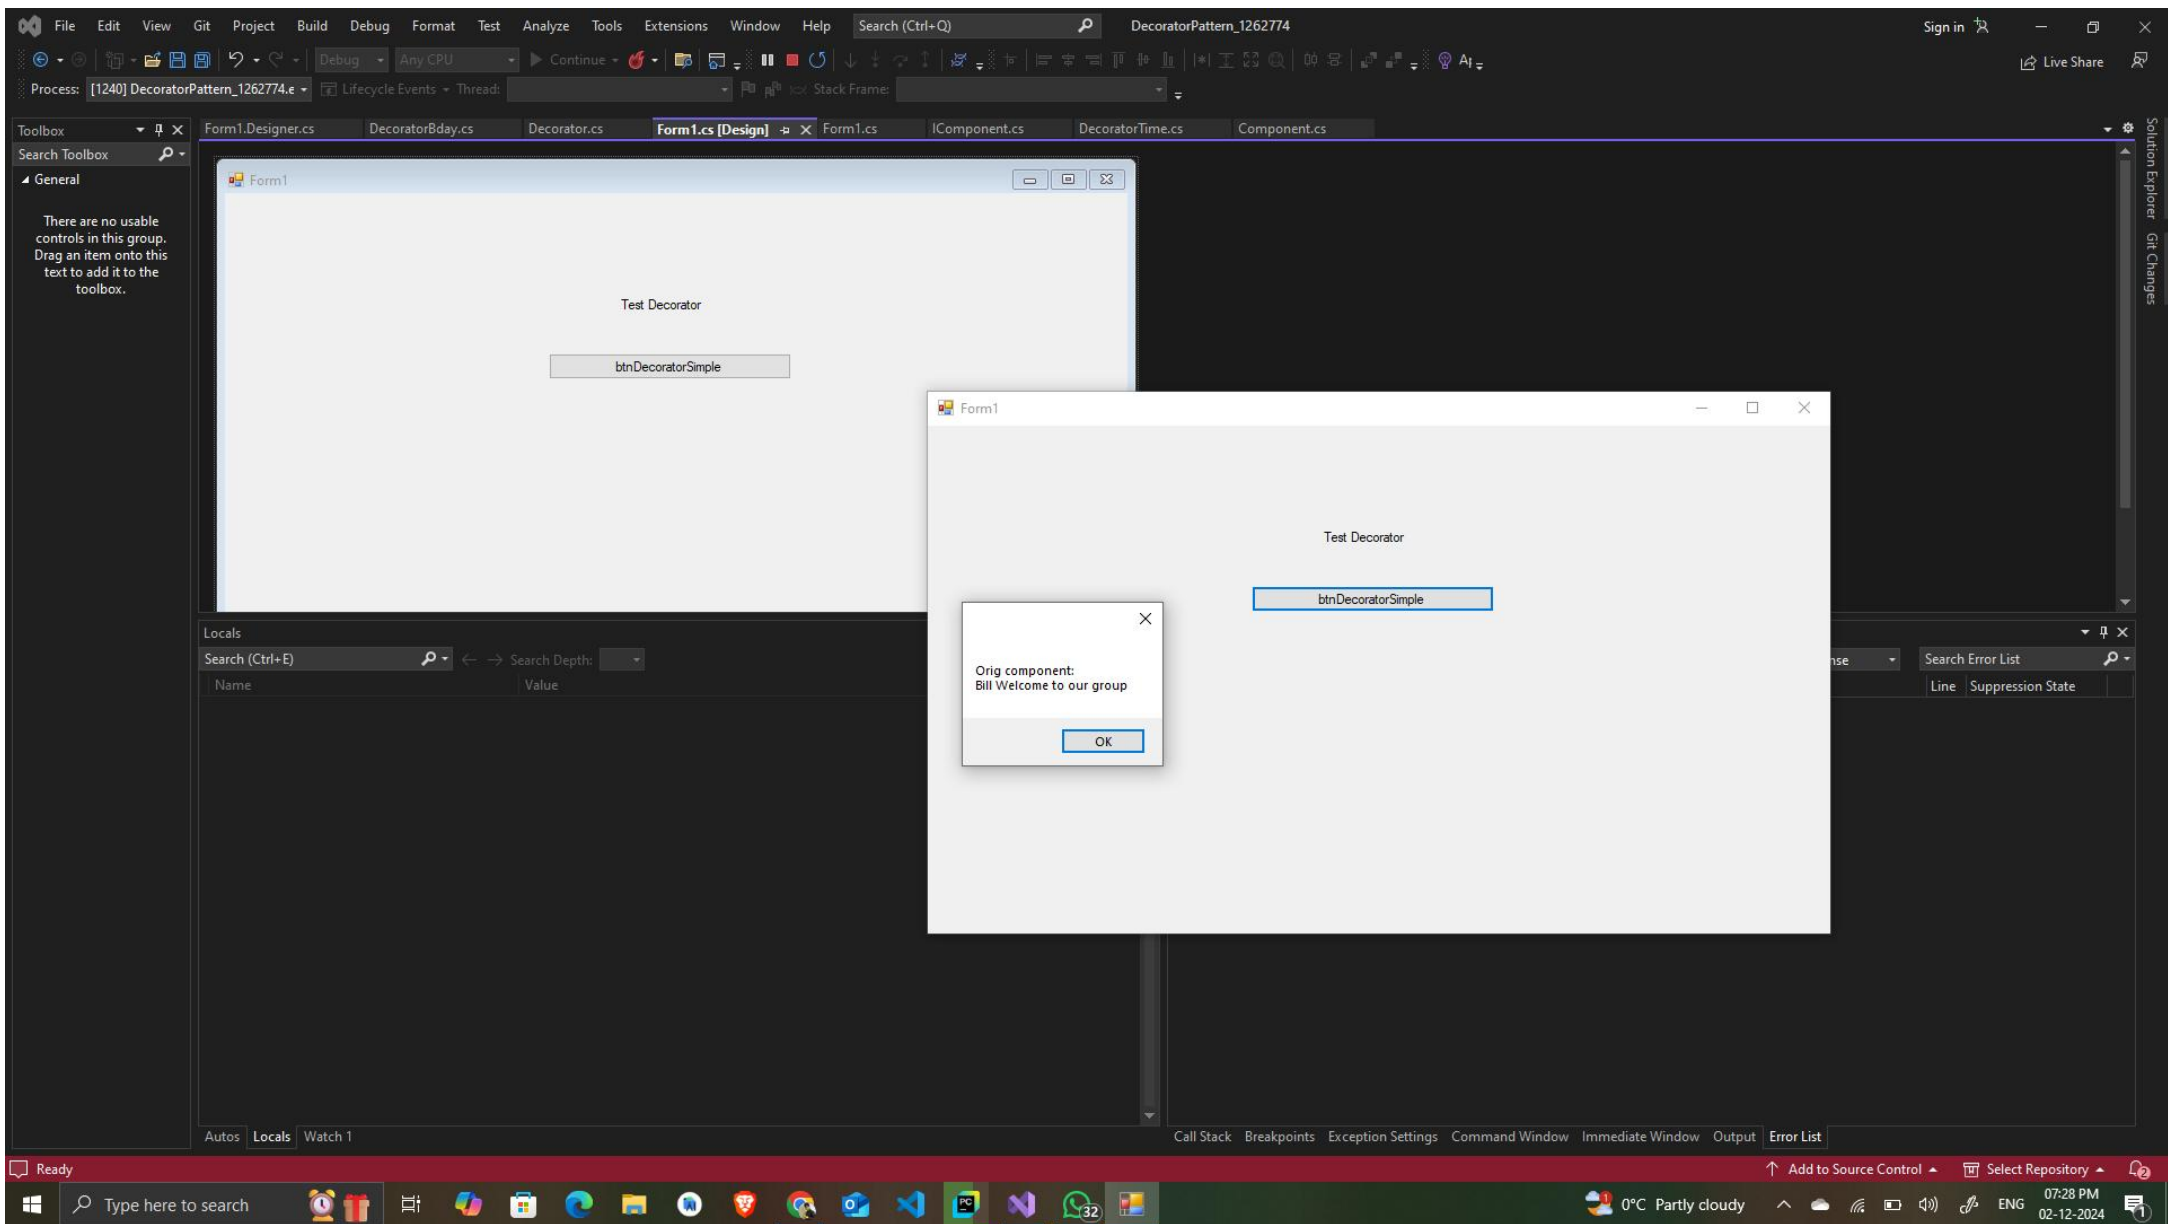 File Edit View Git Project Build Debug Format Test Analyze Tools Extensions Window Help Search (Ctrl+Q) DecoratorPattern_1262774 Sign in
Debug Any CPU Continue Live Share
Process: [1240] DecoratorPattern_1262774.e Lifecycle Events Thread: Stack Frame:
Toolbox Form1.Designer.cs DecoratorBday.cs Decorator.cs Form1.cs [Design] Form1.cs IComponent.cs DecoratorTime.cs Component.cs
Search Toolbox
General
There are no usable
controls in this group.
Drag an item onto this
text to add it to the
toolbox.
Form1
Test Decorator
btnDecoratorSimple
Solution Explorer
Git Changes
Form1
Test Decorator
btnDecoratorSimple
Orig component:
Bill Welcome to our group
OK
Locals
Search (Ctrl+E) Search Depth:
Name Value
Search Error List
Line Suppression State
Autos Locals Watch 1
Call Stack Breakpoints Exception Settings Command Window Immediate Window Output Error List
Ready Add to Source Control Select Repository 2
Type here to search PC 32 0°C Partly cloudy ENG 07:28 PM
02-12-2024 1